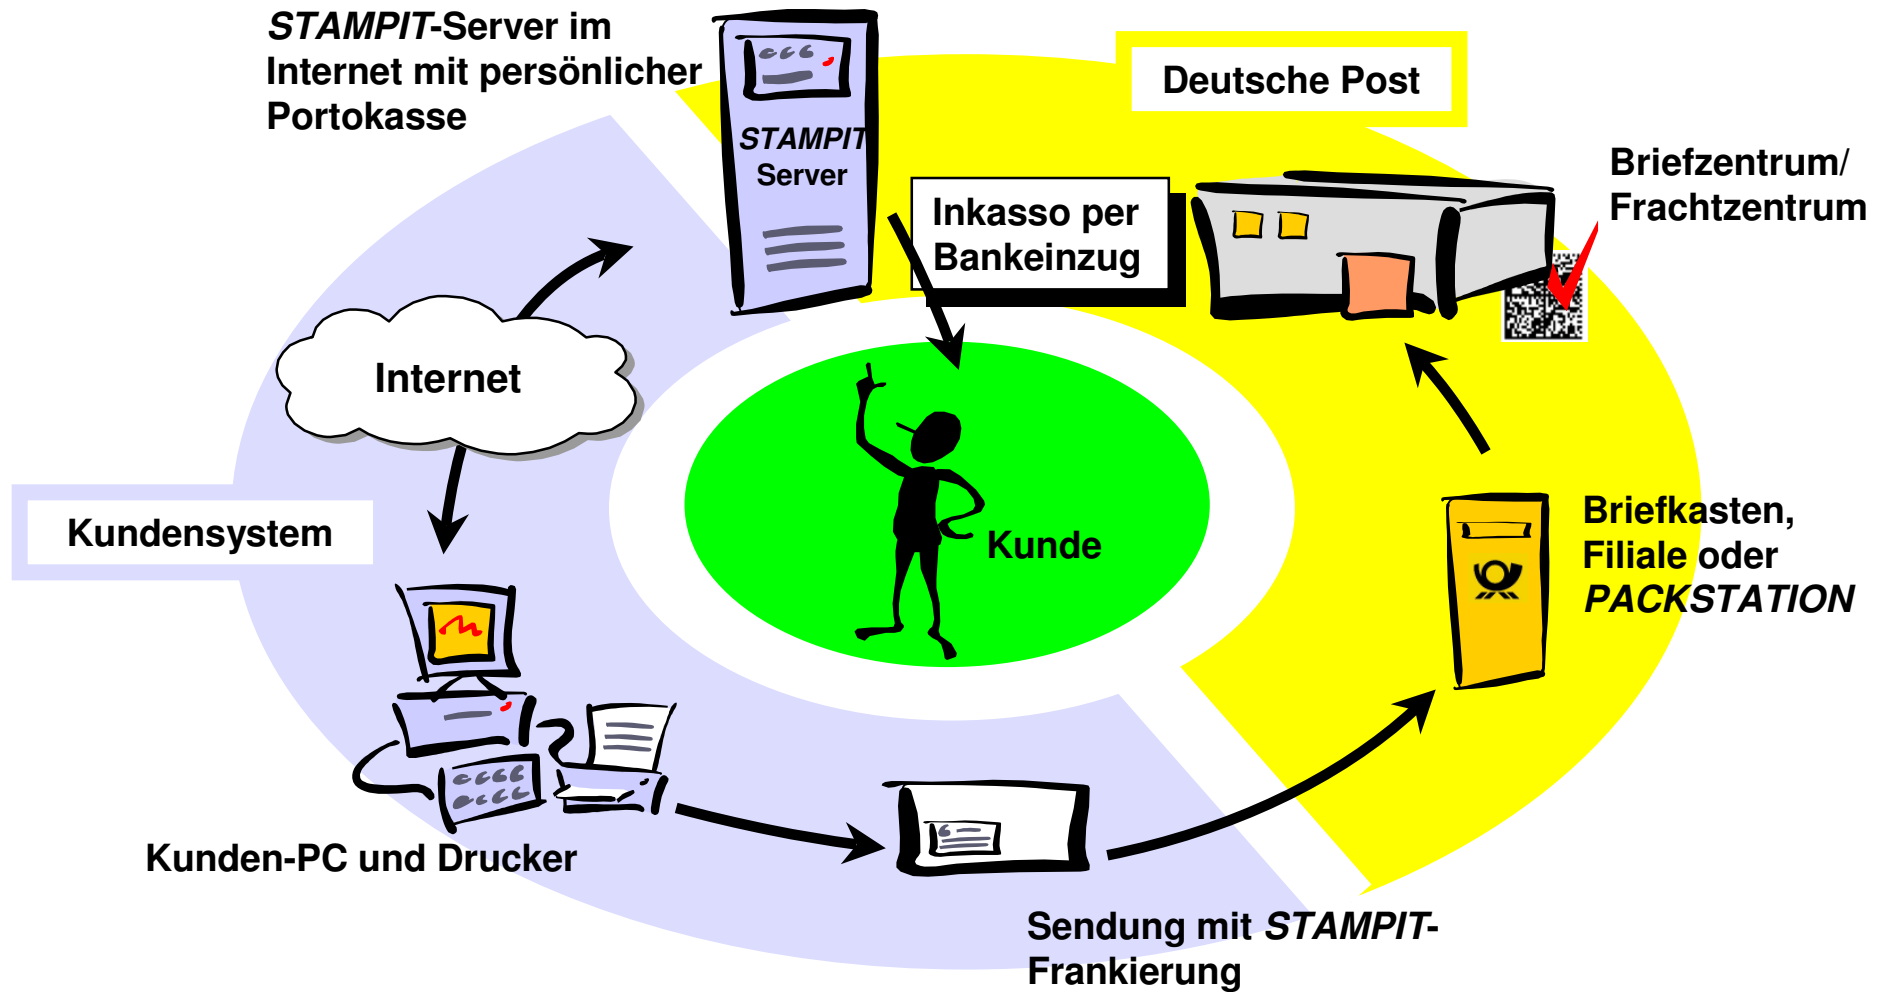 STAMPIT-Server im
Internet mit persönlicher
Portokasse
Deutsche Post
STAMPIT
Server
Briefzentrum/
Frachtzentrum
Inkasso per
Bankeinzug
Internet
Kundensystem
Kunde
Briefkasten,
Filiale oder
PACKSTATION
Kunden-PC und Drucker
Sendung mit STAMPIT-
Frankierung